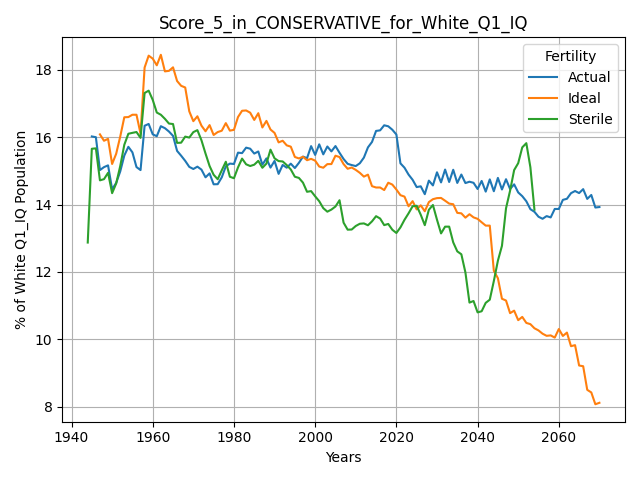 Score_5_in_CONSERVATIVE_for_White_Q1_IQ
% of White Q1_IQ Population
18
16
14
12
10
8
Fertility
Actual
Ideal
Sterile
1940
1960
1980
2000
2020
2040
2060
Years